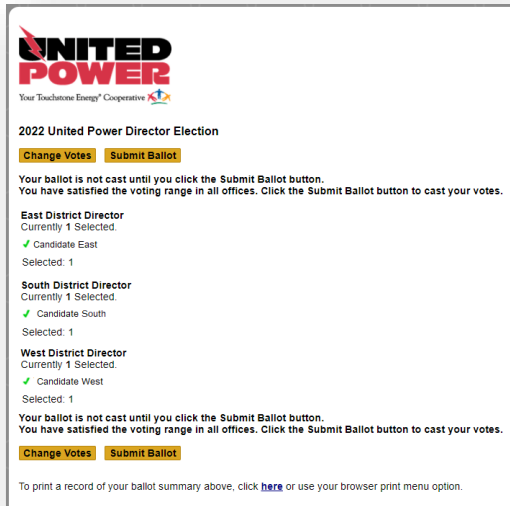 UNITED
POWER
Your Touchstone Energy® Cooperative
2022 United Power Director Election
Change Votes Submit Ballot
Your ballot is not cast until you click the Submit Ballot button.
You have satisfied the voting range in all offices. Click the Submit Ballot button to cast your votes.
East District Director
Currently 1 Selected.
Candidate East
Selected: 1
South District Director
Currently 1 Selected.
Candidate South
Selected: 1
West District Director
Currently 1 Selected.
Candidate West
Selected: 1
Your ballot is not cast until you click the Submit Ballot button.
You have satisfied the voting range in all offices. Click the Submit Ballot button to cast your votes.
Change Votes Submit Ballot
To print a record of your ballot summary above, click here or use your browser print menu option.